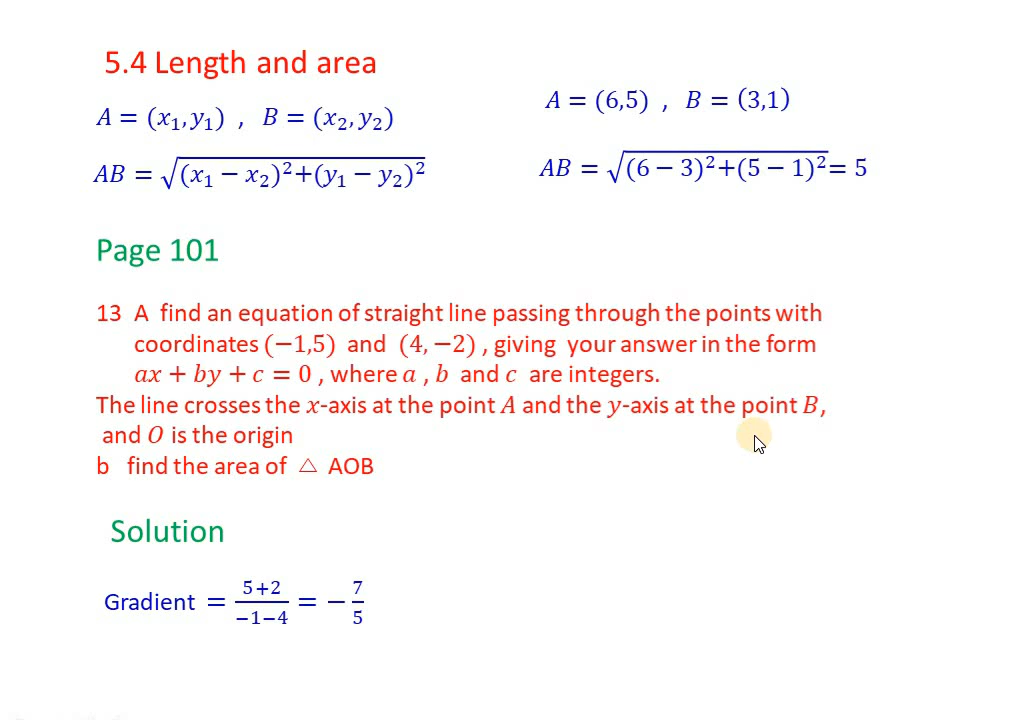 5.4 Length and area
A = (x₁,y₁) , B = (x₂,y₂)
AB = √(x₁ − x₂)²+(y₁ − y₂)²
A = (6,5) , B = (3,1)
AB = √(6 − 3)²+(5 − 1)²= 5
Page 101
13 A find an equation of straight line passing through the points with
coordinates (−1,5) and (4, −2) , giving your answer in the form
ax + by + c = 0 , where a , b and c are integers.
The line crosses the x-axis at the point A and the y-axis at the point B,
and O is the origin
b find the area of △ AOB
Solution
Gradient = (5+2)/(−1−4) = − 7/5